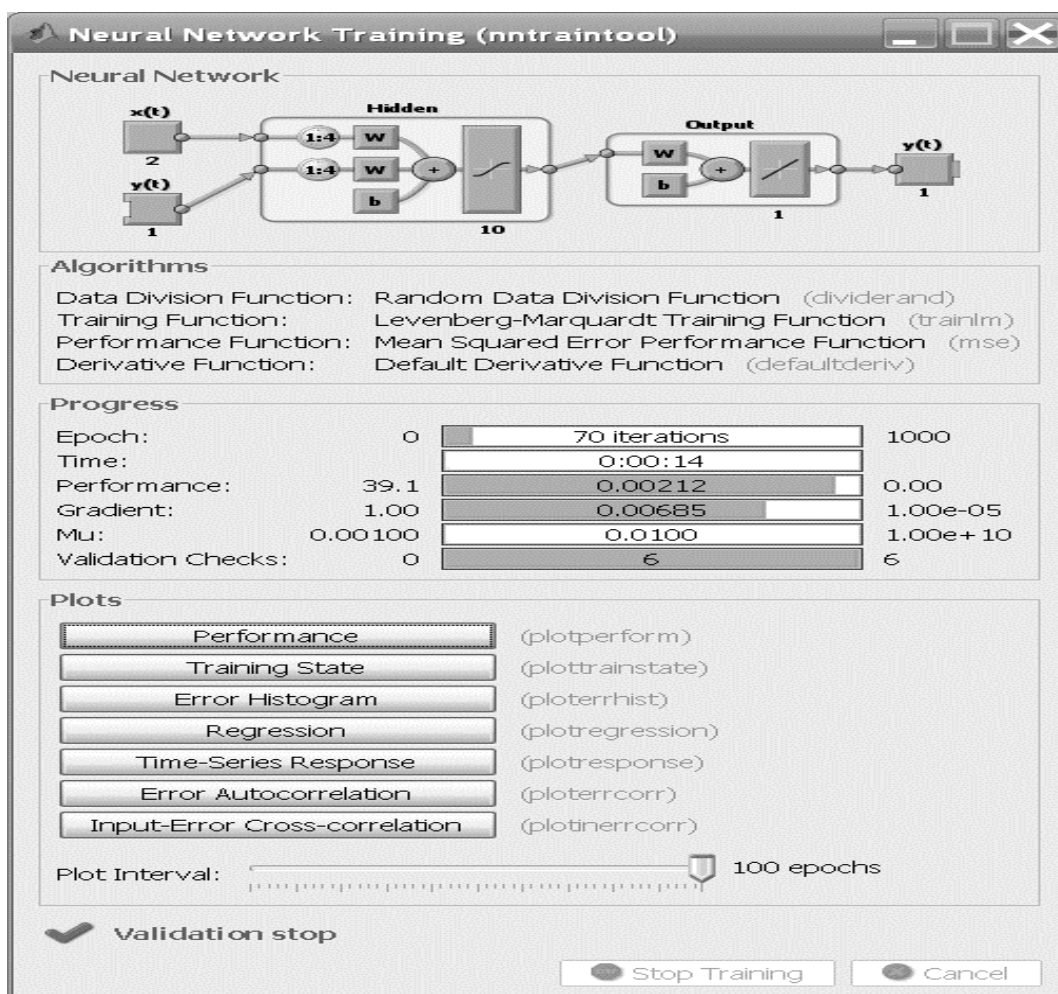 Neural Network Training (nntraintool)
Neural Network
x(t)
2
y(t)
1
Hidden
1:4
W
1:4
W
b
+
10
Output
W
b
+
1
y(t)
1
Algorithms
Data Division Function: Random Data Division Function (dividerand)
Training Function: Levenberg-Marquardt Training Function (trainlm)
Performance Function: Mean Squared Error Performance Function (mse)
Derivative Function: Default Derivative Function (defaultderiv)
Progress
Epoch: 0 70 iterations 1000
Time: 0:00:14
Performance: 39.1 0.00212 0.00
Gradient: 1.00 0.00685 1.00e-05
Mu: 0.00100 0.0100 1.00e+10
Validation Checks: 0 6 6
Plots
Performance (plotperform)
Training State (plottrainstate)
Error Histogram (ploterrhist)
Regression (plotregression)
Time-Series Response (plotresponse)
Error Autocorrelation (ploterrcorr)
Input-Error Cross-correlation (plotinerrcorr)
Plot Interval: 100 epochs
Validation stop
Stop Training Cancel